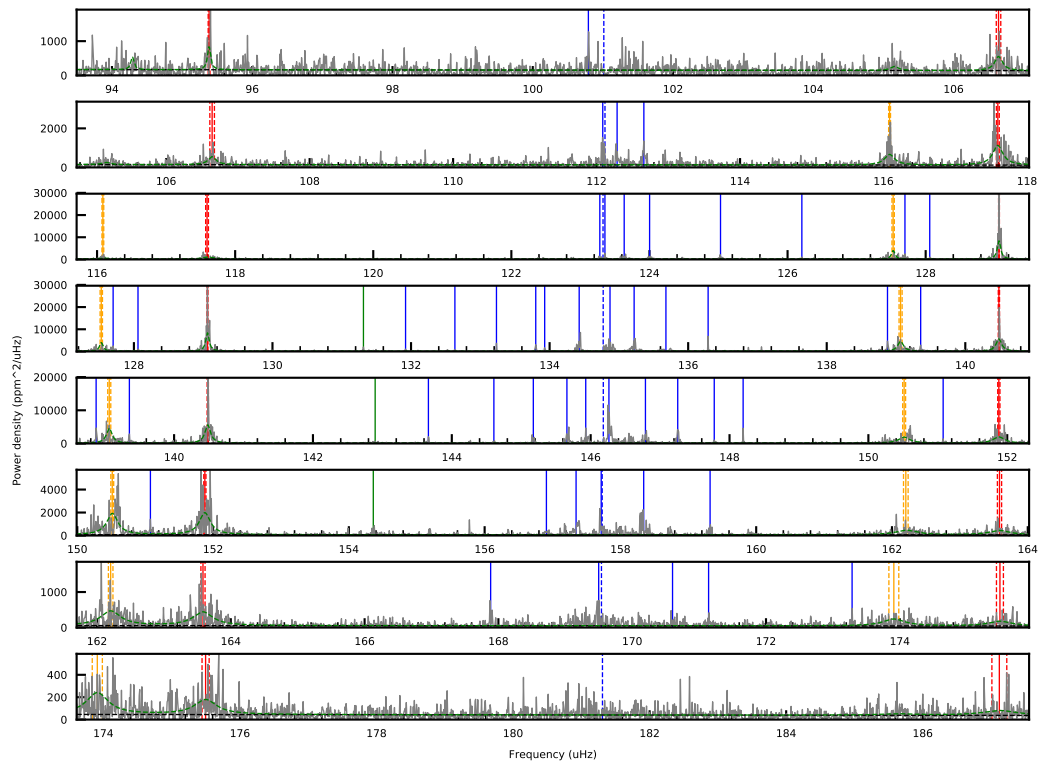 1000
0
94 96 98 100 102 104 106
2000
0
106 108 110 112 114 116 118
30000
20000
10000
0
116 118 120 122 124 126 128
30000
20000
10000
0
128 130 132 134 136 138 140
20000
10000
0
140 142 144 146 148 150 152
Power density (ppm^2/uHz)
4000
2000
0
150 152 154 156 158 160 162 164
1000
0
162 164 166 168 170 172 174
400
200
0
174 176 178 180 182 184 186
Frequency (uHz)